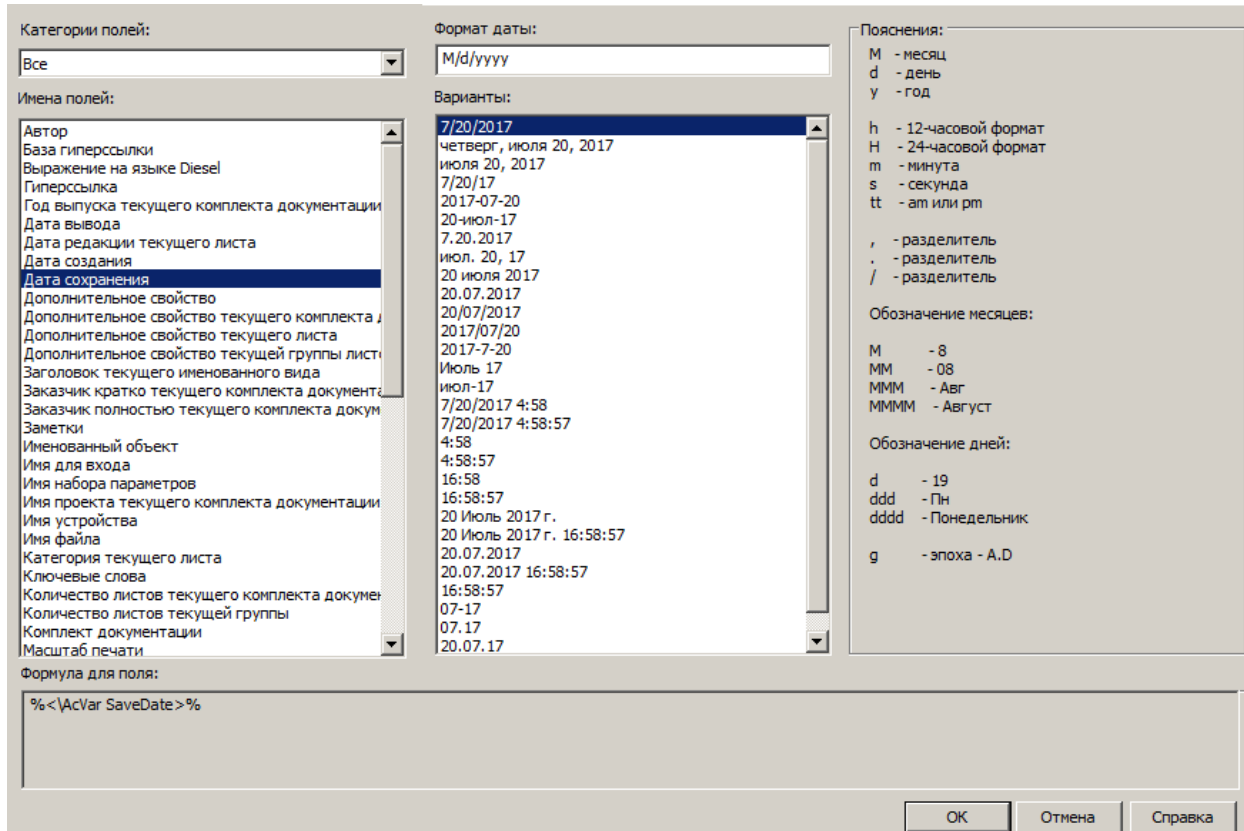 Категории полей:
Все
Имена полей:
Автор
База гиперссылки
Выражение на языке Diesel
Гиперссылка
Год выпуска текущего комплекта документации
Дата вывода
Дата редакции текущего листа
Дата создания
Дата сохранения
Дополнительное свойство
Дополнительное свойство текущего комплекта
Дополнительное свойство текущего листа
Дополнительное свойство текущей группы лист
Заголовок текущего именованного вида
Заказчик кратко текущего комплекта документа
Заказчик полностью текущего комплекта докум
Заметки
Именованный объект
Имя для входа
Имя набора параметров
Имя проекта текущего комплекта документации
Имя устройства
Имя файла
Категория текущего листа
Ключевые слова
Количество листов текущего комплекта докумен
Количество листов текущей группы
Комплект документации
Масштаб печати
Формат даты:
M/d/yyyy
Варианты:
7/20/2017
четверг, июля 20, 2017
июля 20, 2017
7/20/17
2017-07-20
20-июл-17
7.20.2017
июл. 20, 17
20 июля 2017
20.07.2017
20/07/2017
2017/07/20
2017-7-20
Июль 17
июл-17
7/20/2017 4:58
7/20/2017 4:58:57
4:58
4:58:57
16:58
16:58:57
20 Июль 2017 г.
20 Июль 2017 г. 16:58:57
20.07.2017
20.07.2017 16:58:57
16:58:57
07-17
07.17
20.07.17
Пояснения:
M - месяц
d - день
y - год
h - 12-часовой формат
H - 24-часовой формат
m - минута
s - секунда
tt - am или pm
, - разделитель
. - разделитель
/ - разделитель
Обозначение месяцев:
M - 8
MM - 08
MMM - Авг
MMMM - Август
Обозначение дней:
d - 19
ddd - Пн
dddd - Понедельник
g - эпоха - A.D
Формула для поля:
%<\AcVar SaveDate>%
ОК Отмена Справка